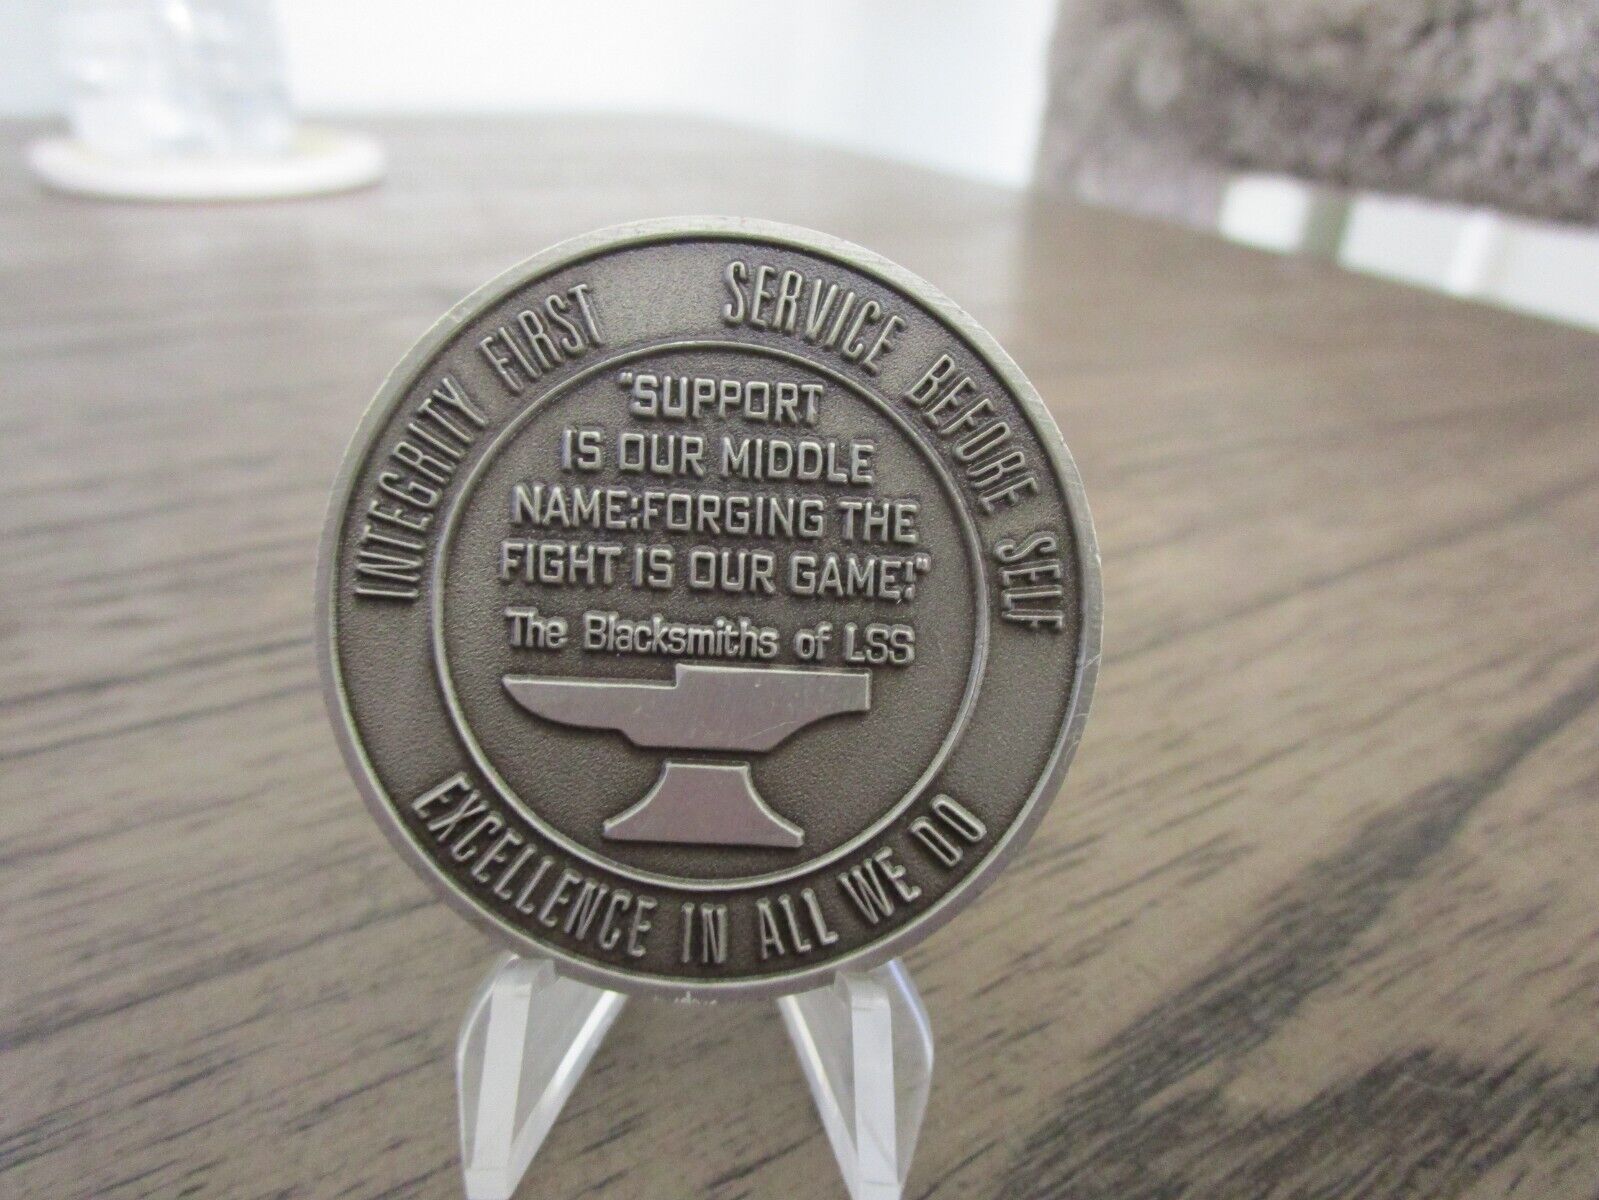 INTEGRITY FIRST
SERVICE BEFORE SELF
"SUPPORT
IS OUR MIDDLE
NAME:FORGING THE
FIGHT IS OUR GAME!"
The Blacksmiths of LSS
EXCELLENCE IN ALL WE DO